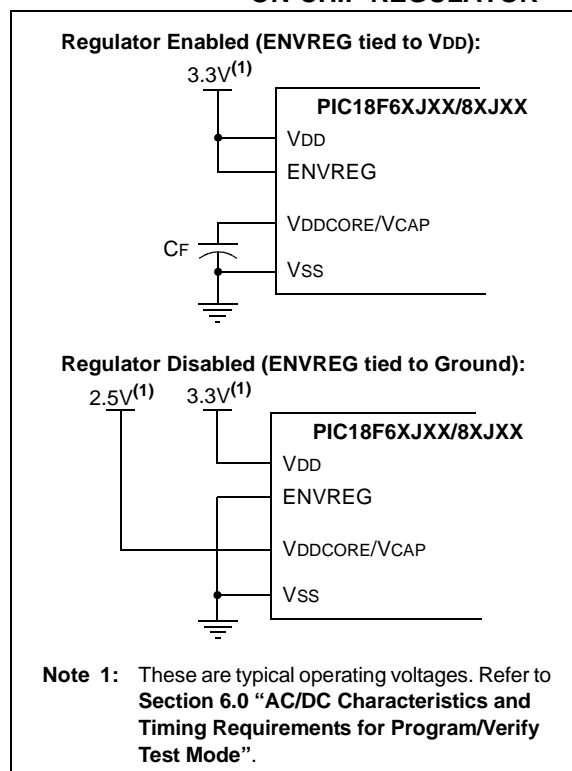 Regulator Enabled (ENVREG tied to VDD):
3.3V(1)
PIC18F6XJXX/8XJXX
VDD
ENVREG
VDDCORE/VCAP
CF
VSS
Regulator Disabled (ENVREG tied to Ground):
2.5V(1) 3.3V(1)
PIC18F6XJXX/8XJXX
VDD
ENVREG
VDDCORE/VCAP
VSS
Note 1: These are typical operating voltages. Refer to
Section 6.0 “AC/DC Characteristics and
Timing Requirements for Program/Verify
Test Mode”.